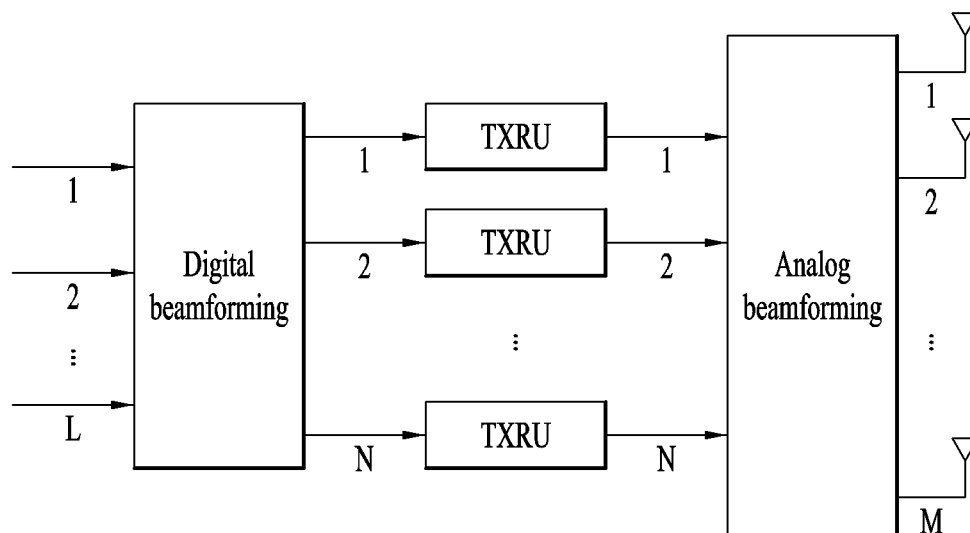 1
2
⋮
L
Digital
beamforming
1
2
N
TXRU
TXRU
⋮
TXRU
1
2
N
Analog
beamforming
1
2
⋮
M